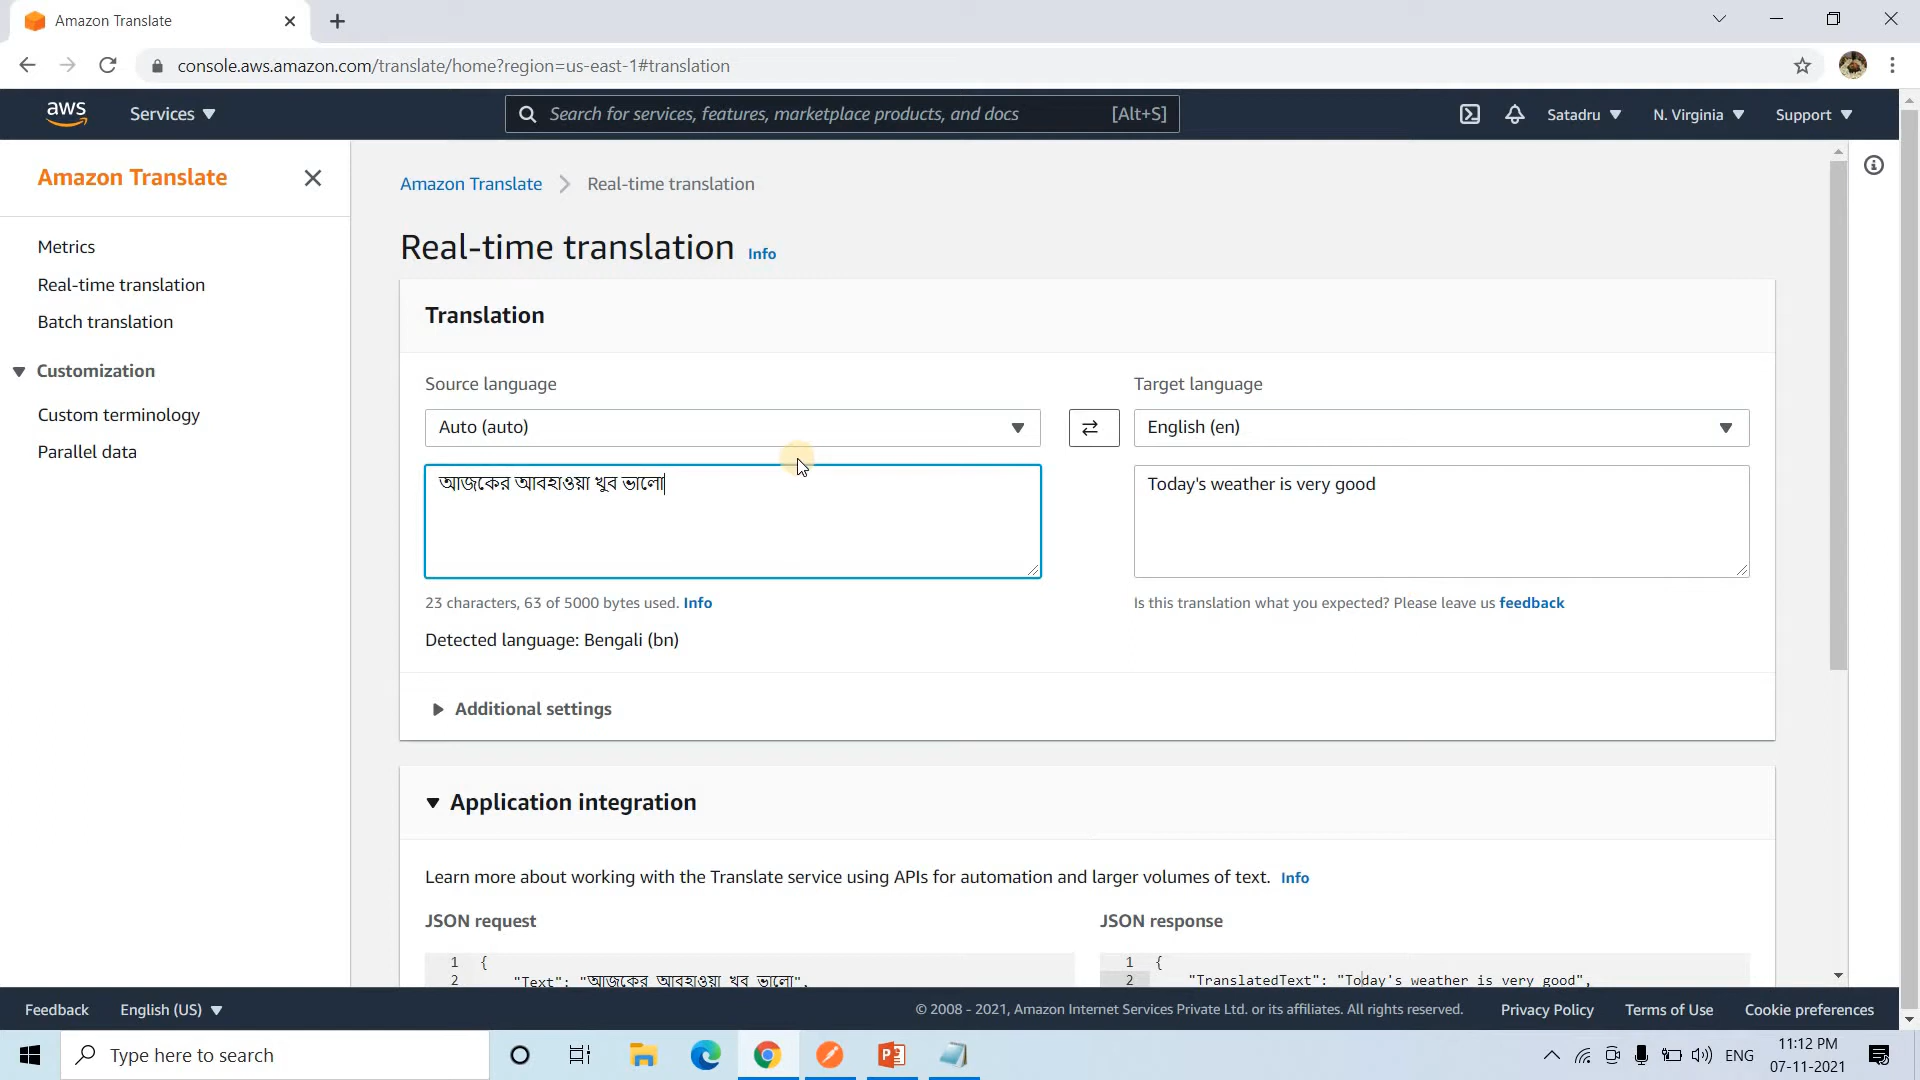 Amazon Translate
console.aws.amazon.com/translate/home?region=us-east-1#translation
aws
Services
Search for services, features, marketplace products, and docs [Alt+S]
Satadru
N. Virginia
Support
Amazon Translate
Metrics
Real-time translation
Batch translation
Customization
Custom terminology
Parallel data
Amazon Translate
Real-time translation
Real-time translation Info
Translation
Source language
Auto (auto)
Target language
English (en)
আজকের আবহাওয়া খুব ভালো
Today's weather is very good
23 characters, 63 of 5000 bytes used. Info
Is this translation what you expected? Please leave us feedback
Detected language: Bengali (bn)
Additional settings
Application integration
Learn more about working with the Translate service using APIs for automation and larger volumes of text. Info
JSON request
1 {
2 "Text": "আজকের আবহাওয়া খুব ভালো",
JSON response
1 {
2 "TranslatedText": "Today's weather is very good",
Feedback
English (US)
© 2008 - 2021, Amazon Internet Services Private Ltd. or its affiliates. All rights reserved.
Privacy Policy
Terms of Use
Cookie preferences
Type here to search
ENG
11:12 PM
07-11-2021